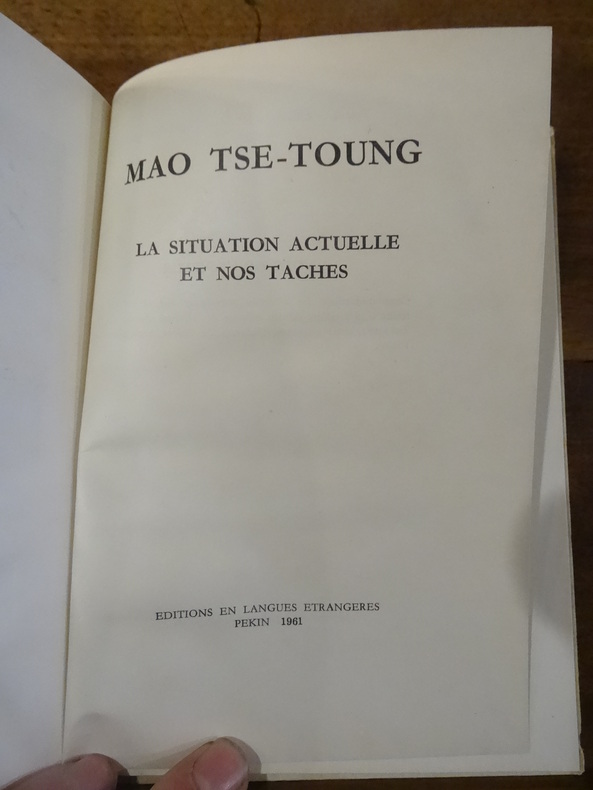 MAO TSE-TOUNG
LA SITUATION ACTUELLE
ET NOS TACHES
EDITIONS EN LANGUES ETRANGERES
PEKIN 1961